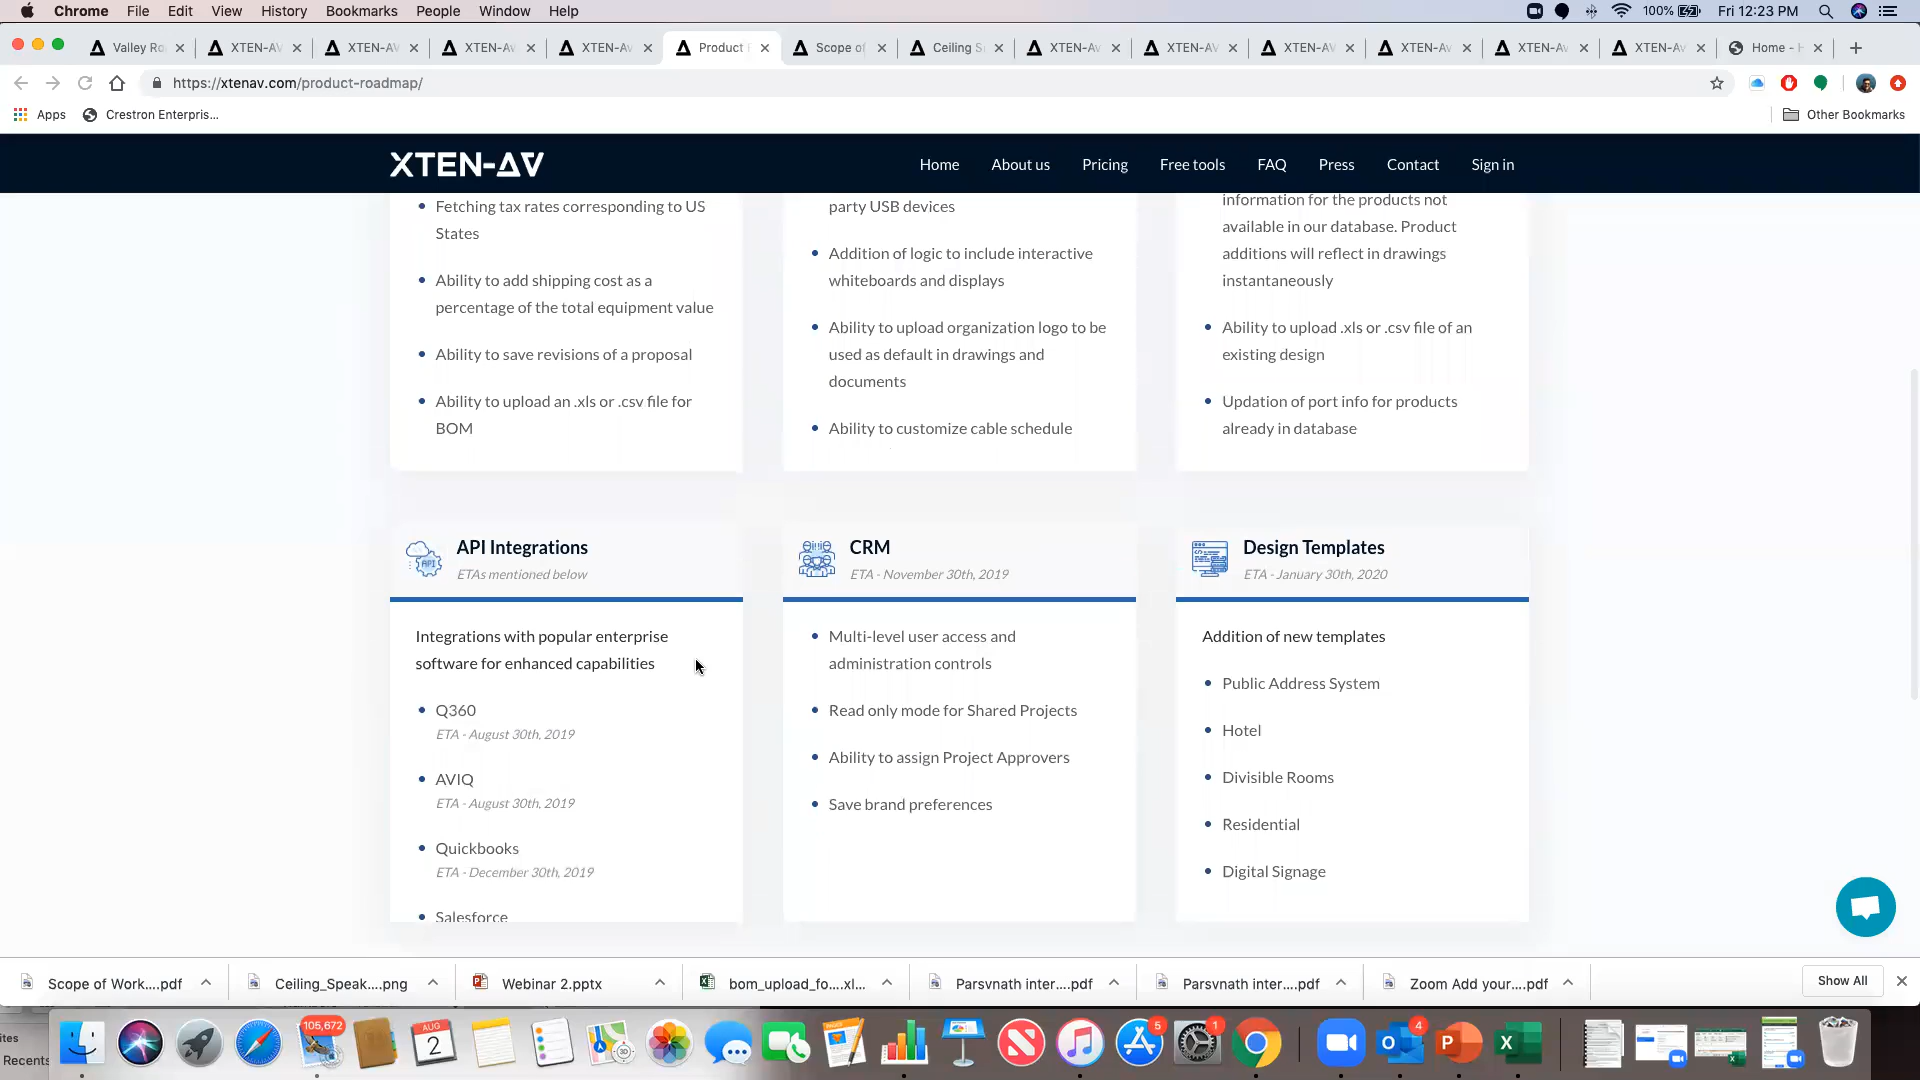 Chrome File Edit View History Bookmarks People Window Help 100% Fri 12:23 PM
Valley Ro XTEN-AV XTEN-AV XTEN-AV XTEN-AV Product Scope of Ceiling S XTEN-AV XTEN-AV XTEN-AV XTEN-AV XTEN-AV XTEN-AV Home -
https://xtenav.com/product-roadmap/
Apps Crestron Enterpris... Other Bookmarks
XTEN-AV Home About us Pricing Free tools FAQ Press Contact Sign in
Fetching tax rates corresponding to US
States
Ability to add shipping cost as a
percentage of the total equipment value
Ability to save revisions of a proposal
Ability to upload an .xls or .csv file for
BOM
party USB devices
Addition of logic to include interactive
whiteboards and displays
Ability to upload organization logo to be
used as default in drawings and
documents
Ability to customize cable schedule
information for the products not
available in our database. Product
additions will reflect in drawings
instantaneously
Ability to upload .xls or .csv file of an
existing design
Updation of port info for products
already in database
API Integrations
ETAs mentioned below
Integrations with popular enterprise
software for enhanced capabilities
Q360
ETA - August 30th, 2019
AVIQ
ETA - August 30th, 2019
Quickbooks
ETA - December 30th, 2019
Salesforce
CRM
ETA - November 30th, 2019
Multi-level user access and
administration controls
Read only mode for Shared Projects
Ability to assign Project Approvers
Save brand preferences
Design Templates
ETA - January 30th, 2020
Addition of new templates
Public Address System
Hotel
Divisible Rooms
Residential
Digital Signage
Scope of Work....pdf Ceiling_Speak....png Webinar 2.pptx bom_upload_fo....xl... Parsvnath inter....pdf Parsvnath inter....pdf Zoom Add your....pdf Show All
ites
Recents
105,672 AUG 2 5 1 4